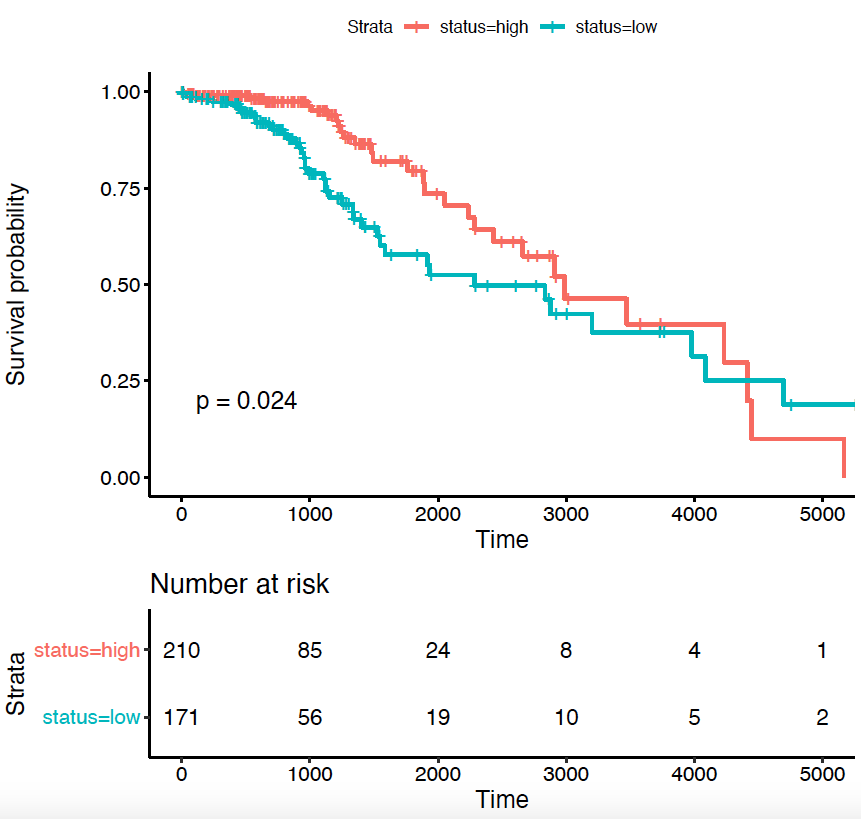 Strata status=high status=low
1.00
0.75
0.50
0.25
0.00
Survival probability
p = 0.024
0 1000 2000 3000 4000 5000
Time
Number at risk
Strata
status=high 210 85 24 8 4 1
status=low 171 56 19 10 5 2
0 1000 2000 3000 4000 5000
Time